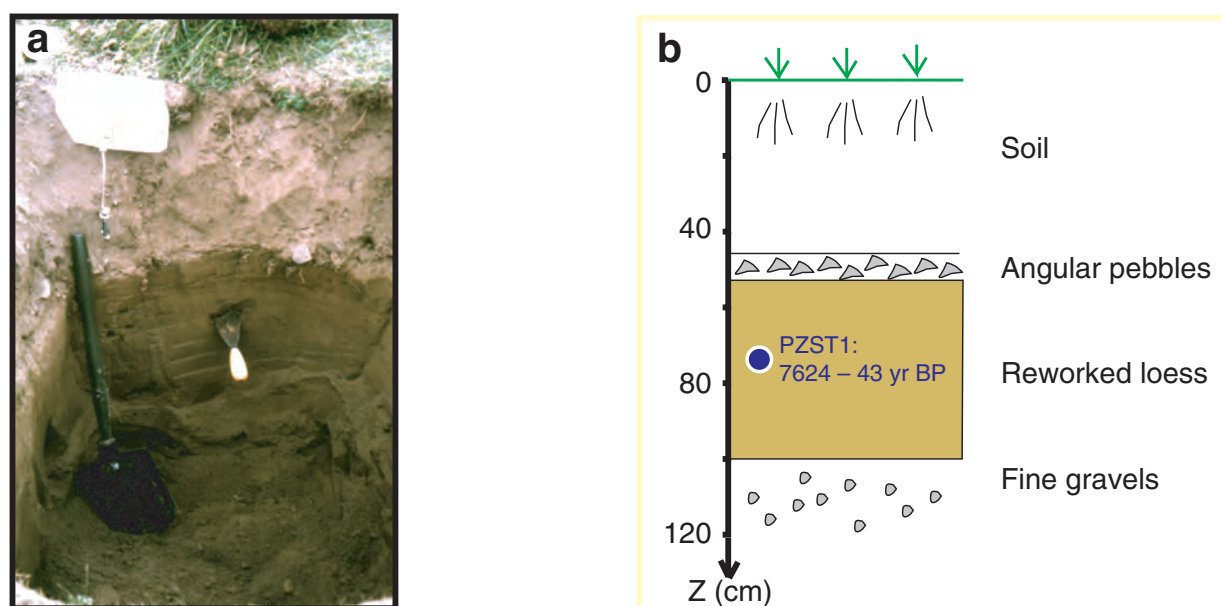 a
b
0
Soil
40
Angular pebbles
PZST1:
7624 – 43 yr BP
80
Reworked loess
Fine gravels
120
Z (cm)